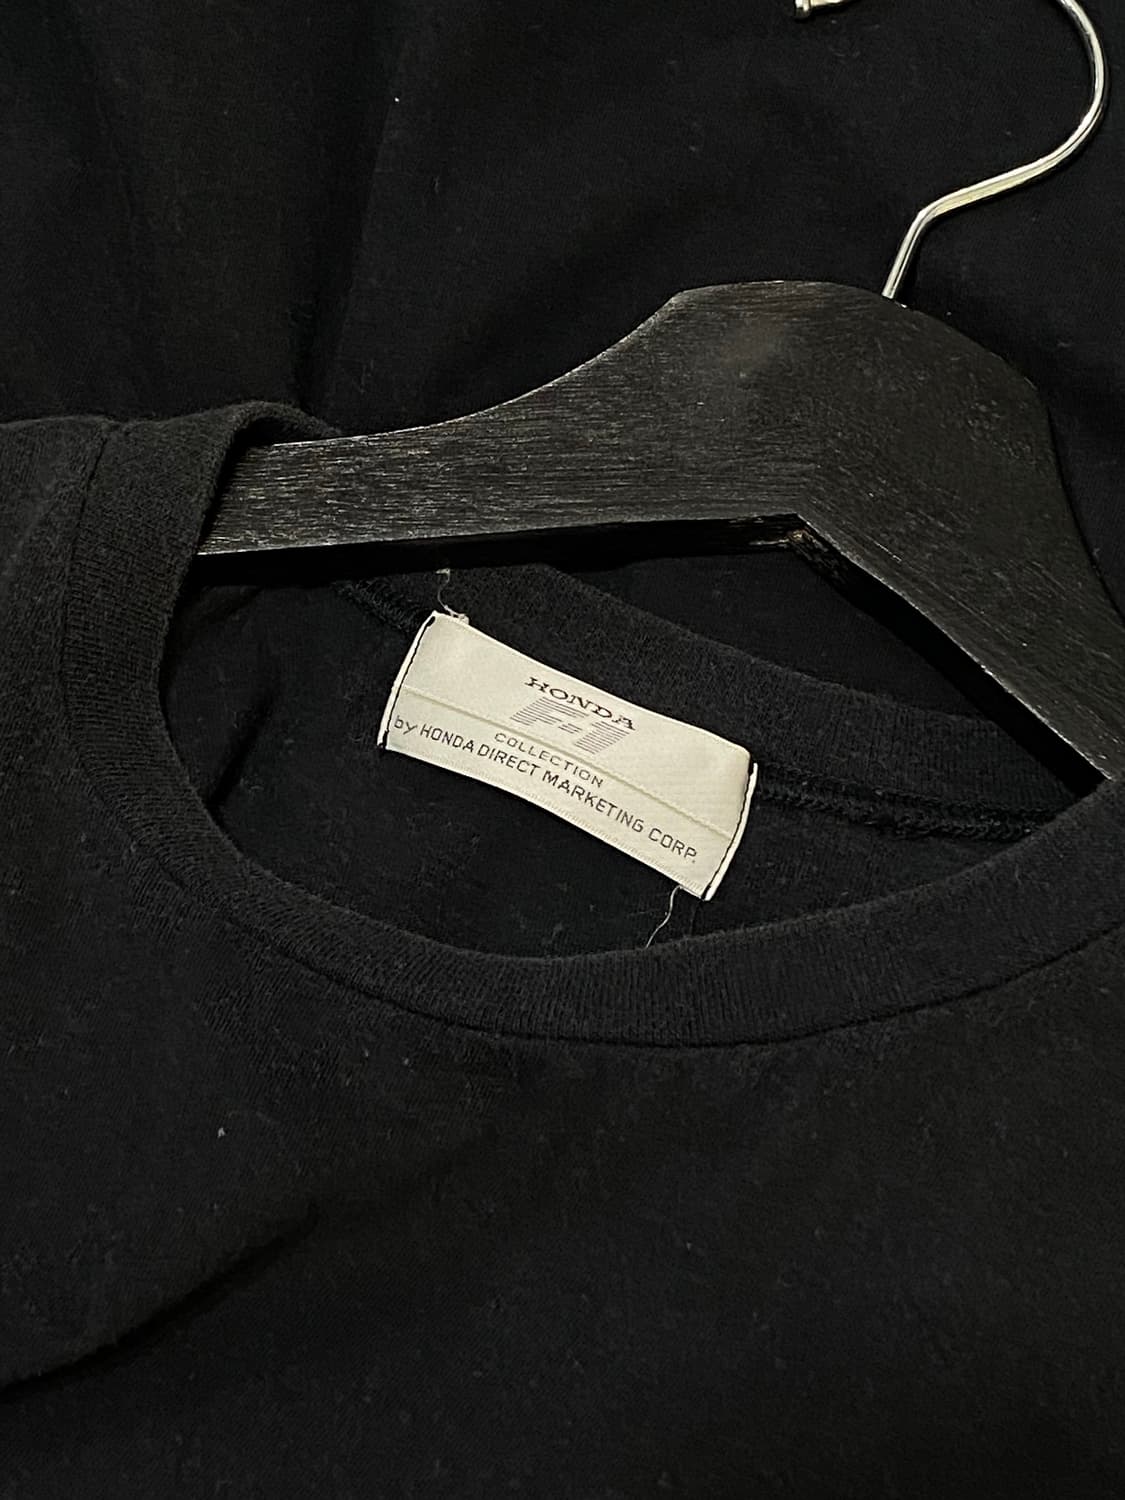 HONDA
F-1
COLLECTION
by HONDA DIRECT MARKETING CORP.